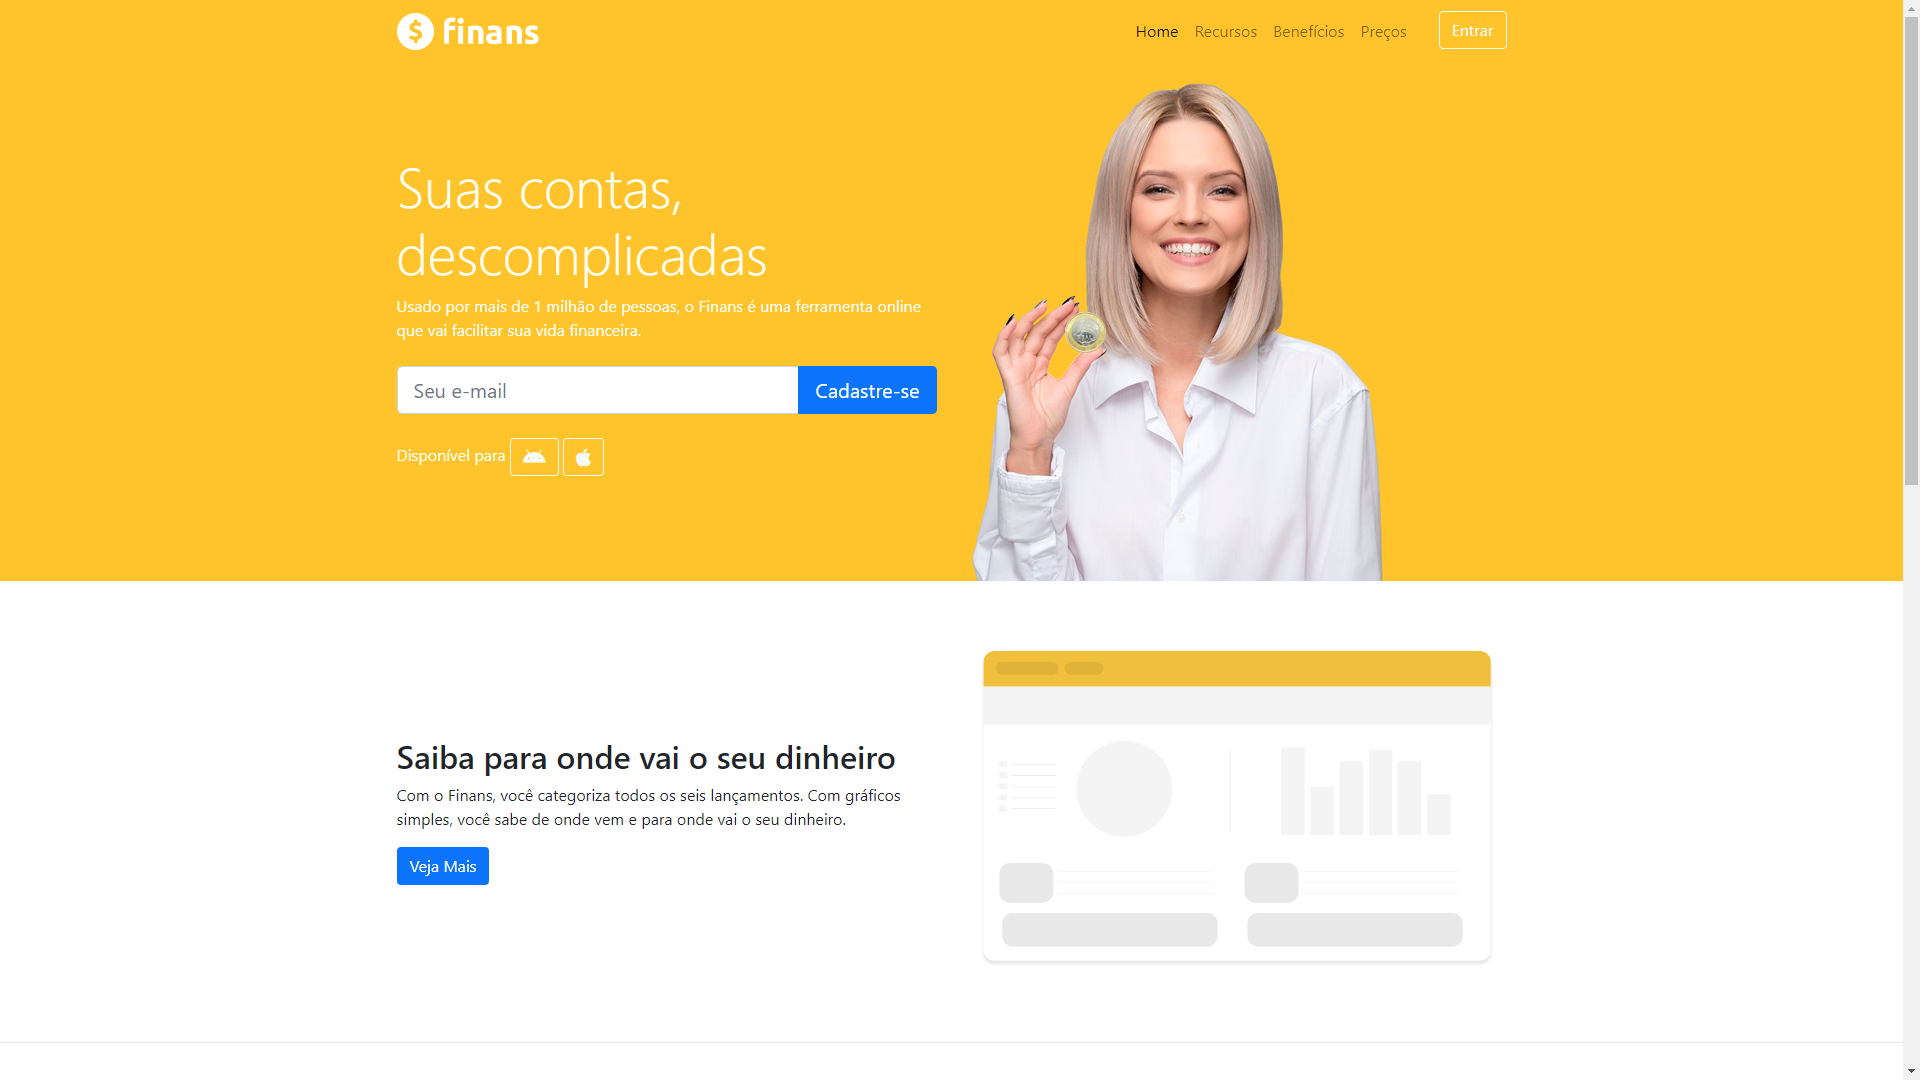 finans
Home Recursos Benefícios Preços Entrar
Suas contas,
descomplicadas
Usado por mais de 1 milhão de pessoas, o Finans é uma ferramenta online
que vai facilitar sua vida financeira.
Seu e-mail Cadastre-se
Disponível para
Saiba para onde vai o seu dinheiro
Com o Finans, você categoriza todos os seis lançamentos. Com gráficos
simples, você sabe de onde vem e para onde vai o seu dinheiro.
Veja Mais